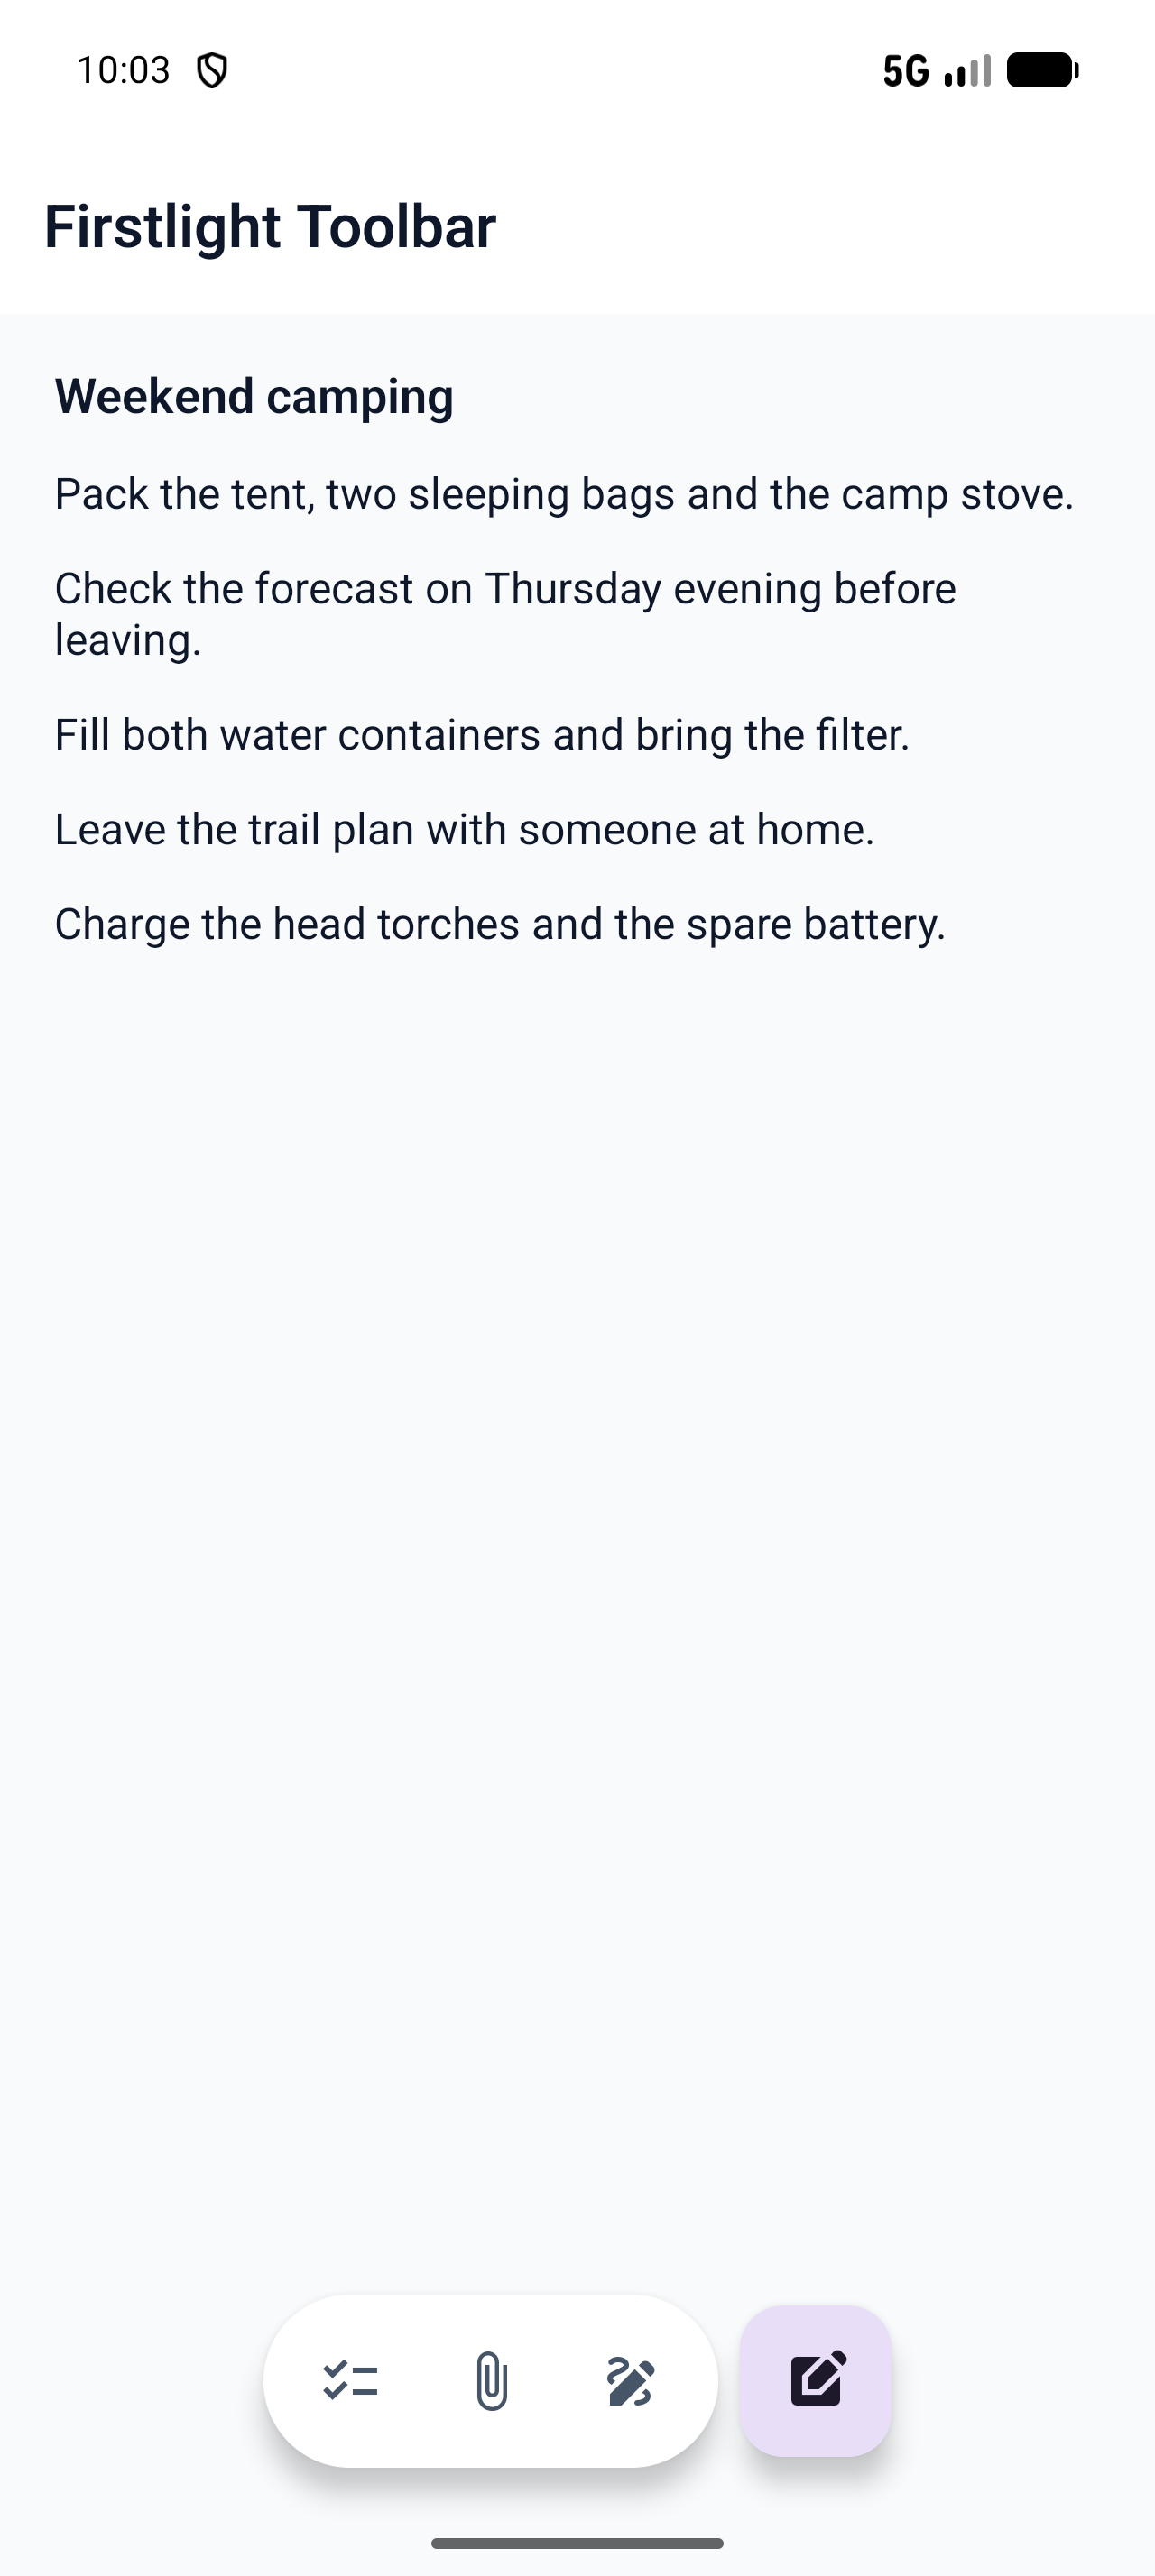 10:03
5G
Firstlight Toolbar
Weekend camping
Pack the tent, two sleeping bags and the camp stove.
Check the forecast on Thursday evening before
leaving.
Fill both water containers and bring the filter.
Leave the trail plan with someone at home.
Charge the head torches and the spare battery.